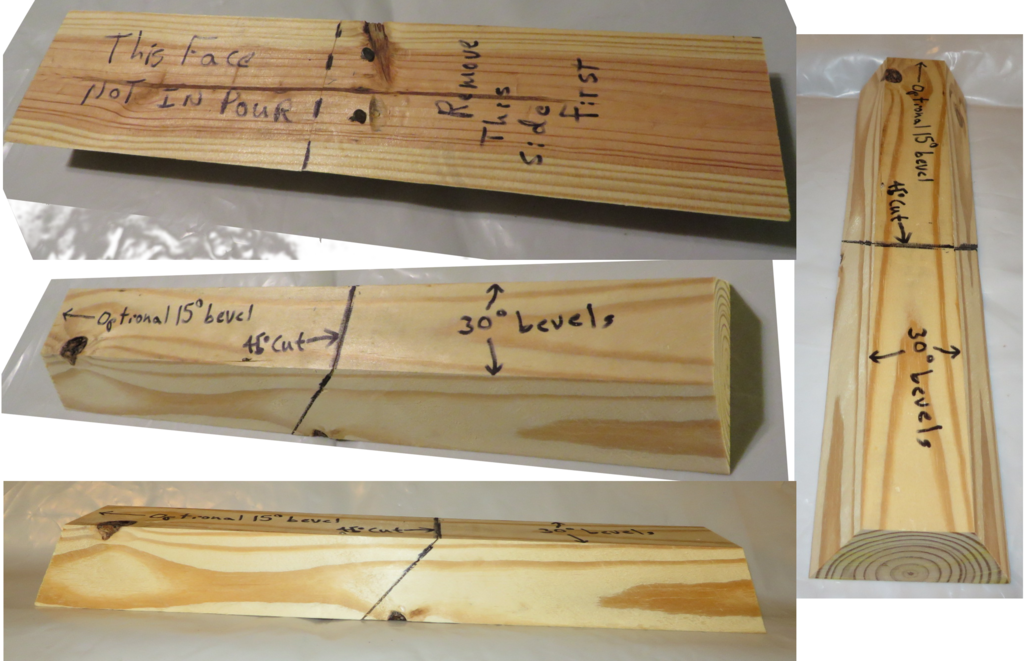 This Face
NOT IN POUR
Remove
This
Side
First
← Optional 15° bevel
45° Cut →
30° bevels
← Optional 15° bevel
45° Cut →
30° bevels
← Optional 15° bevel
45° Cut →
30° bevels